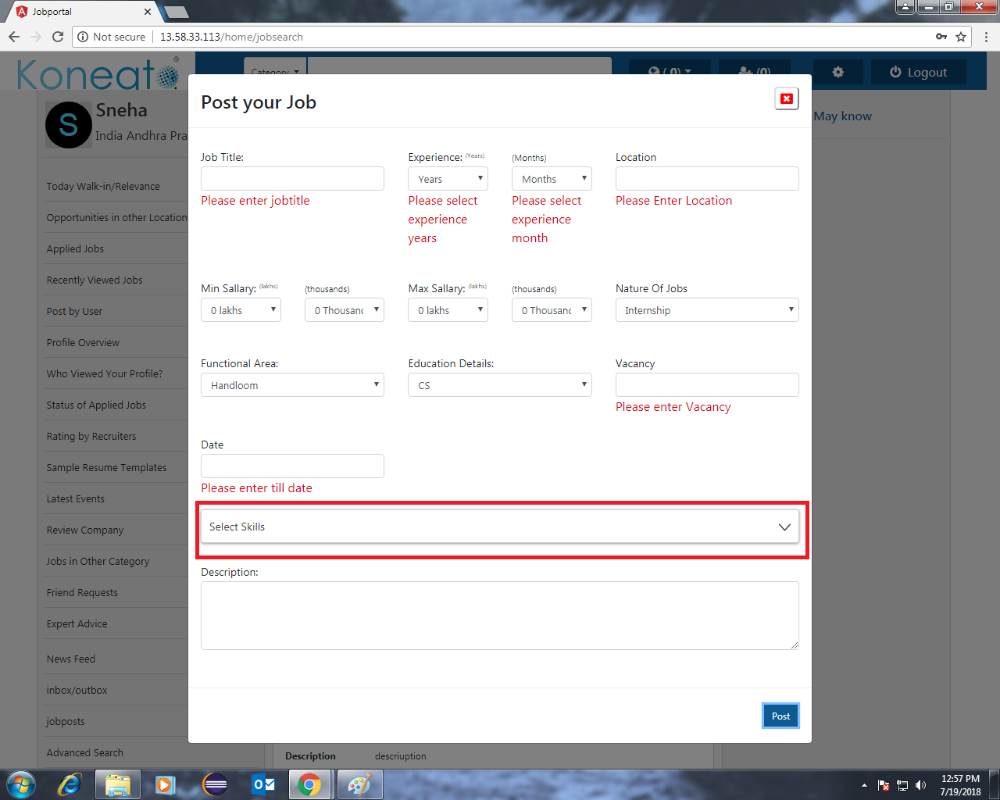 Jobportal
Not secure
13.58.33.113/home/jobsearch
Koneato
®
Category
( 0)
(0)
Logout
S
Sneha
India Andhra Pra
May know
Today Walk-in/Relevance
Opportunities in other Location
Applied Jobs
Recently Viewed Jobs
Post by User
Profile Overview
Who Viewed Your Profile?
Status of Applied Jobs
Rating by Recruiters
Sample Resume Templates
Latest Events
Review Company
Jobs in Other Category
Friend Requests
Expert Advice
News Feed
inbox/outbox
jobposts
Advanced Search
Post your Job
Job Title:
Experience: (Years)
(Months)
Location
Years
Months
Please enter jobtitle
Please select
experience
years
Please select
experience
month
Please Enter Location
Min Sallary: (lakhs)
(thousands)
Max Sallary: (lakhs)
(thousands)
Nature Of Jobs
0 lakhs
0 Thousand
0 lakhs
0 Thousand
Internship
Functional Area:
Education Details:
Vacancy
Handloom
CS
Please enter Vacancy
Date
Please enter till date
Select Skills
Description:
Post
Description
descriuption
12:57 PM
7/19/2018